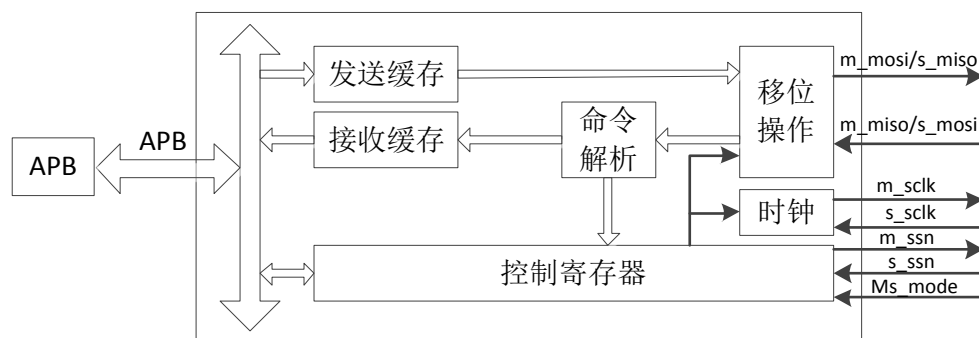 APB
APB
发送缓存
接收缓存
命令
解析
移位
操作
时钟
控制寄存器
m_mosi/s_miso
m_miso/s_mosi
m_sclk
s_sclk
m_ssn
s_ssn
Ms_mode